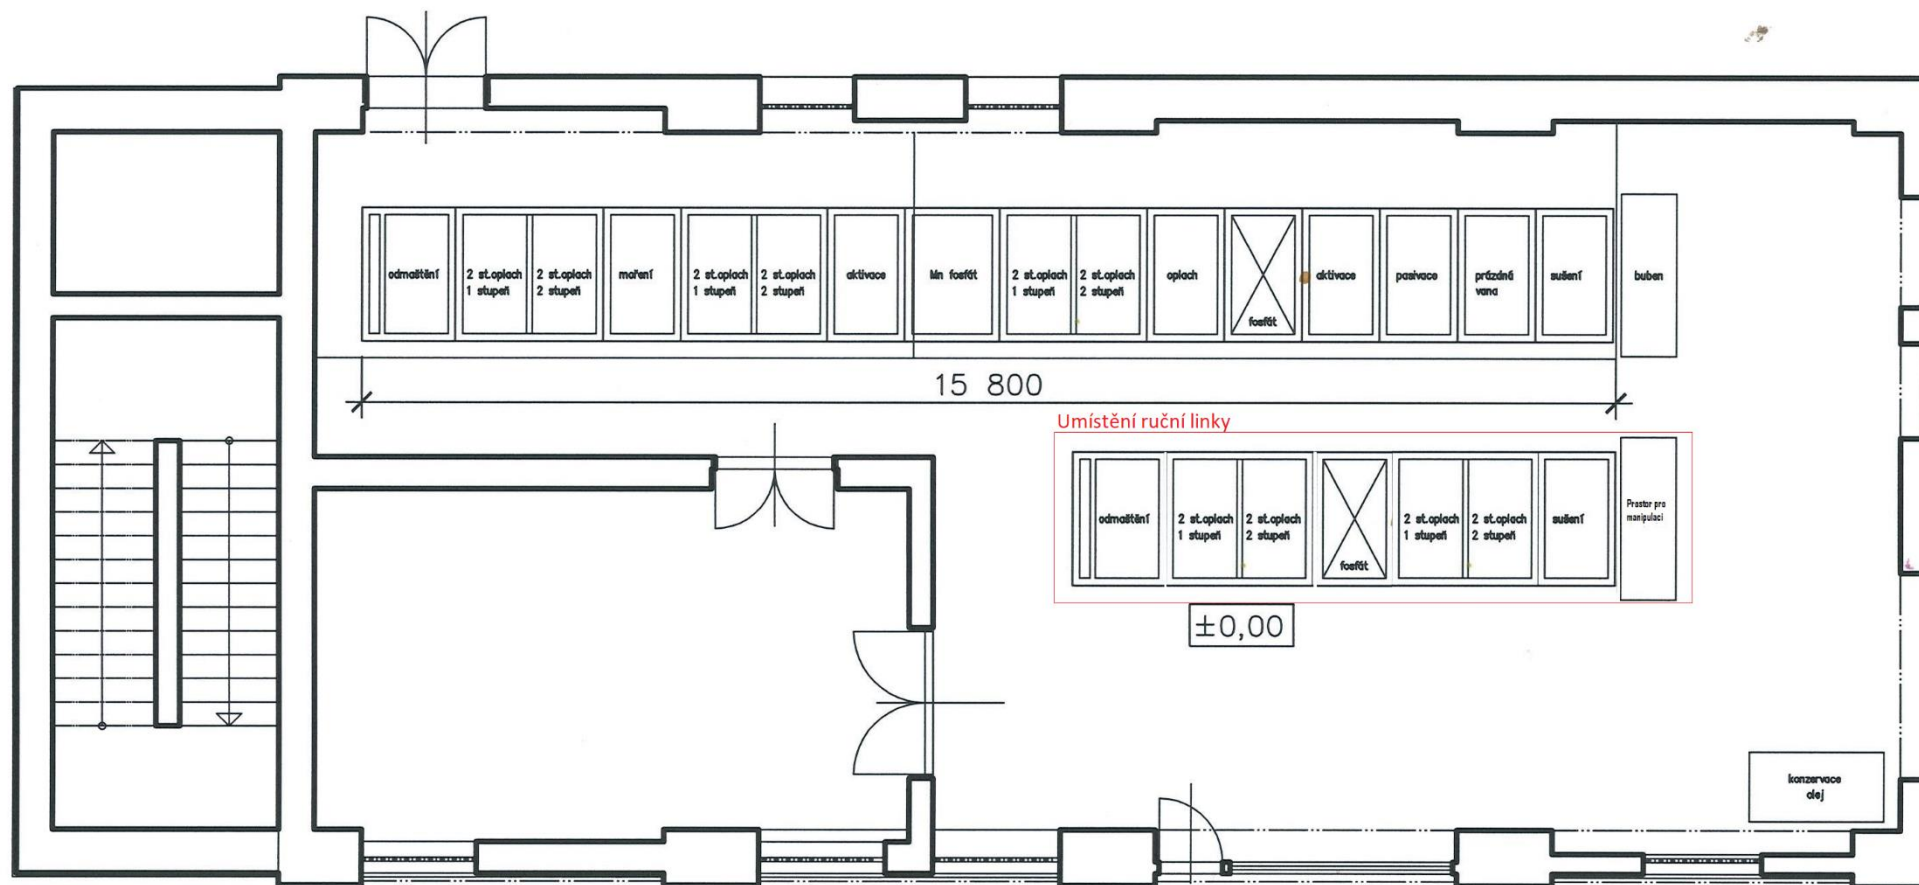 odmaštění
2 st.oplach
1 stupeň
2 st.oplach
2 stupeň
moření
2 st.oplach
1 stupeň
2 st.oplach
2 stupeň
aktivace
Mn fosfát
2 st.oplach
1 stupeň
2 st.oplach
2 stupeň
oplach
fosfát
aktivace
pasivace
prázdná
vana
sušení
buben
15 800
Umístění ruční linky
odmaštění
2 st.oplach
1 stupeň
2 st.oplach
2 stupeň
fosfát
2 st.oplach
1 stupeň
2 st.oplach
2 stupeň
sušení
Prostor pro
manipulaci
±0,00
konzervace
olej